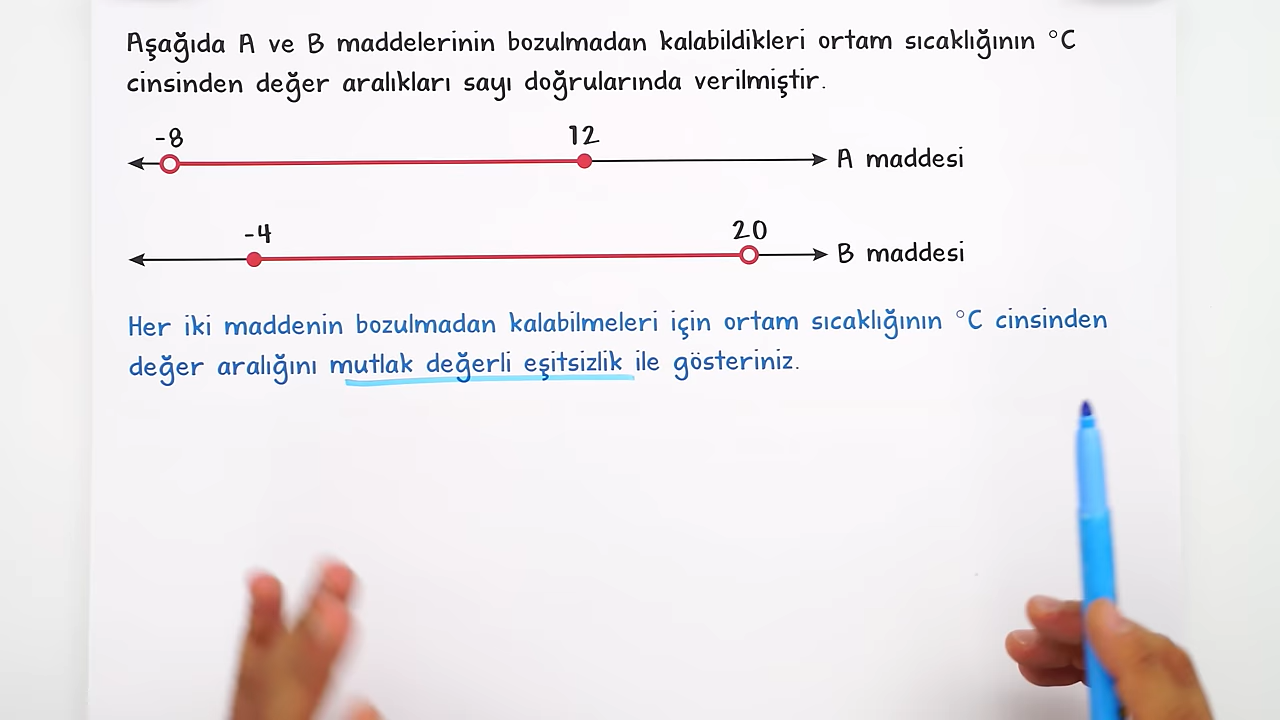 Aşağıda A ve B maddelerinin bozulmadan kalabildikleri ortam sıcaklığının °C
cinsinden değer aralıkları sayı doğrularında verilmiştir.
-8 12
A maddesi
-4 20
B maddesi
Her iki maddenin bozulmadan kalabilmeleri için ortam sıcaklığının °C cinsinden
değer aralığını mutlak değerli eşitsizlik ile gösteriniz.